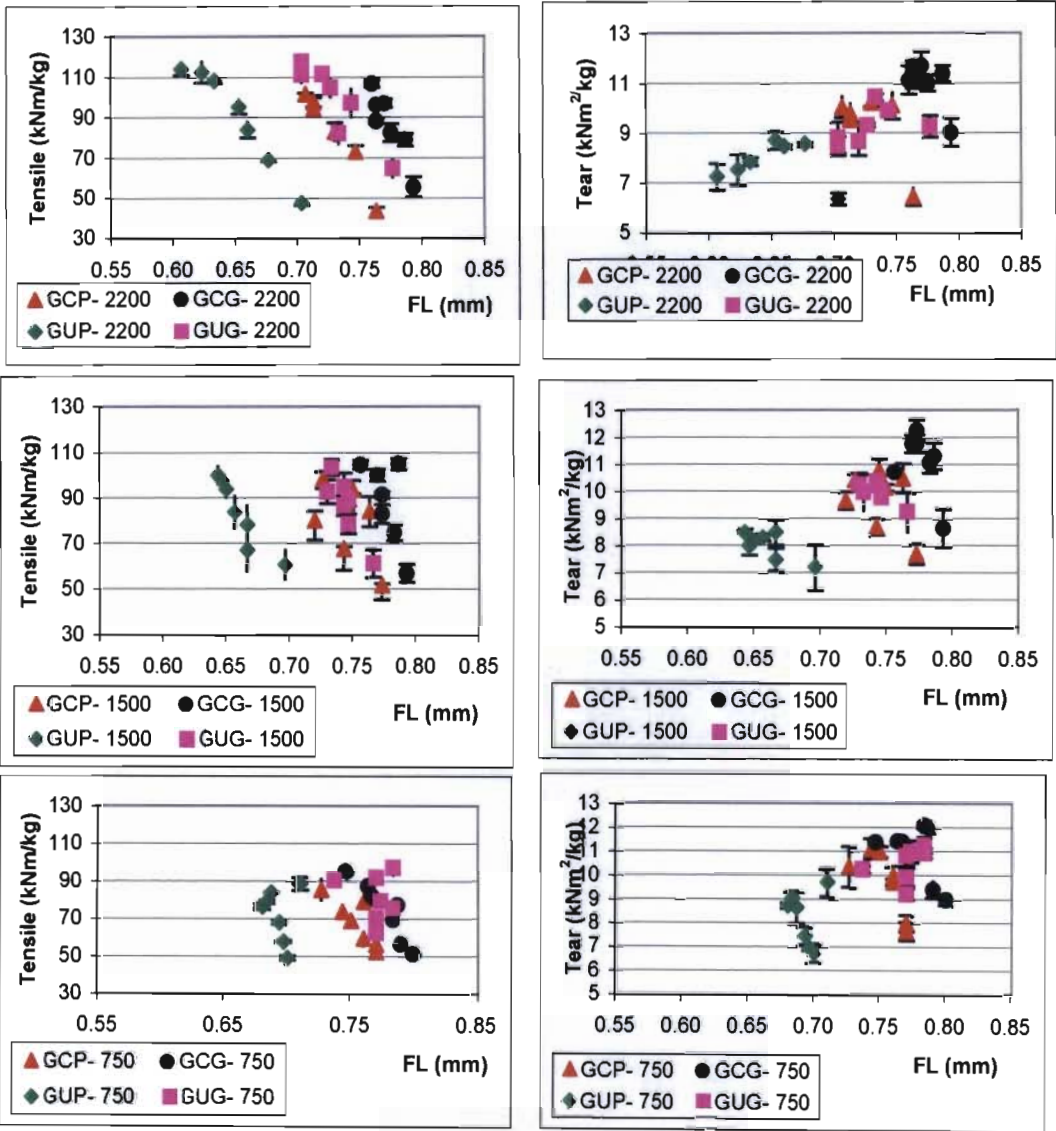 130
110
90
70
50
30
Tensile (kNm/kg)
0.55 0.60 0.65 0.70 0.75 0.80 0.85
FL (mm)
GCP- 2200 GCG- 2200
GUP- 2200 GUG- 2200
13
11
9
7
5
Tear (kNm²/kg)
0.75 0.80 0.85
FL (mm)
GCP- 2200 GCG- 2200
GUP- 2200 GUG- 2200
130
110
90
70
50
30
Tensile (kNm/kg)
0.55 0.60 0.65 0.70 0.75 0.80 0.85
FL (mm)
GCP- 1500 GCG- 1500
GUP- 1500 GUG- 1500
13
12
11
10
9
8
7
6
5
Tear (kNm²/kg)
0.55 0.60 0.65 0.70 0.75 0.80 0.85
FL (mm)
GCP- 1500 GCG- 1500
GUP- 1500 GUG- 1500
130
110
90
70
50
30
Tensile (kNm/kg)
0.55 0.65 0.75 0.85
FL (mm)
GCP- 750 GCG- 750
GUP- 750 GUG- 750
13
12
11
10
9
8
7
6
5
Tear (kNm²/kg)
0.55 0.60 0.65 0.70 0.75 0.80 0.85
FL (mm)
GCP- 750 GCG- 750
GUP- 750 GUG- 750